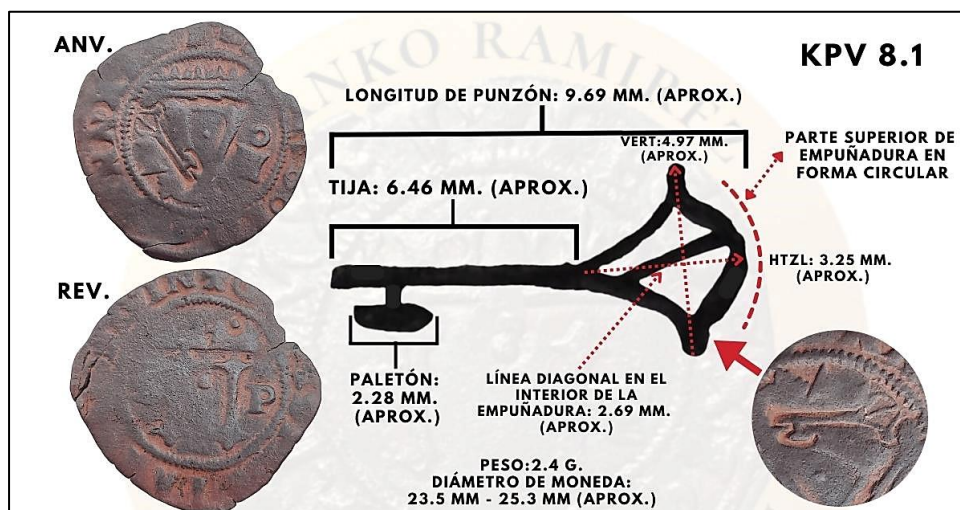 ANV.
NKO RAMIREZ
KPV 8.1
LONGITUD DE PUNZÓN: 9.69 MM. (APROX.)
VERT:4.97 MM.
(APROX.)
PARTE SUPERIOR DE
EMPUÑADURA EN
FORMA CIRCULAR
TIJA: 6.46 MM. (APROX.)
HTZL: 3.25 MM.
(APROX.)
REV.
P
PALETÓN:
2.28 MM.
(APROX.)
LÍNEA DIAGONAL EN EL
INTERIOR DE LA
EMPUÑADURA: 2.69 MM.
(APROX.)
PESO:2.4 G.
DIÁMETRO DE MONEDA:
23.5 MM - 25.3 MM (APROX.)